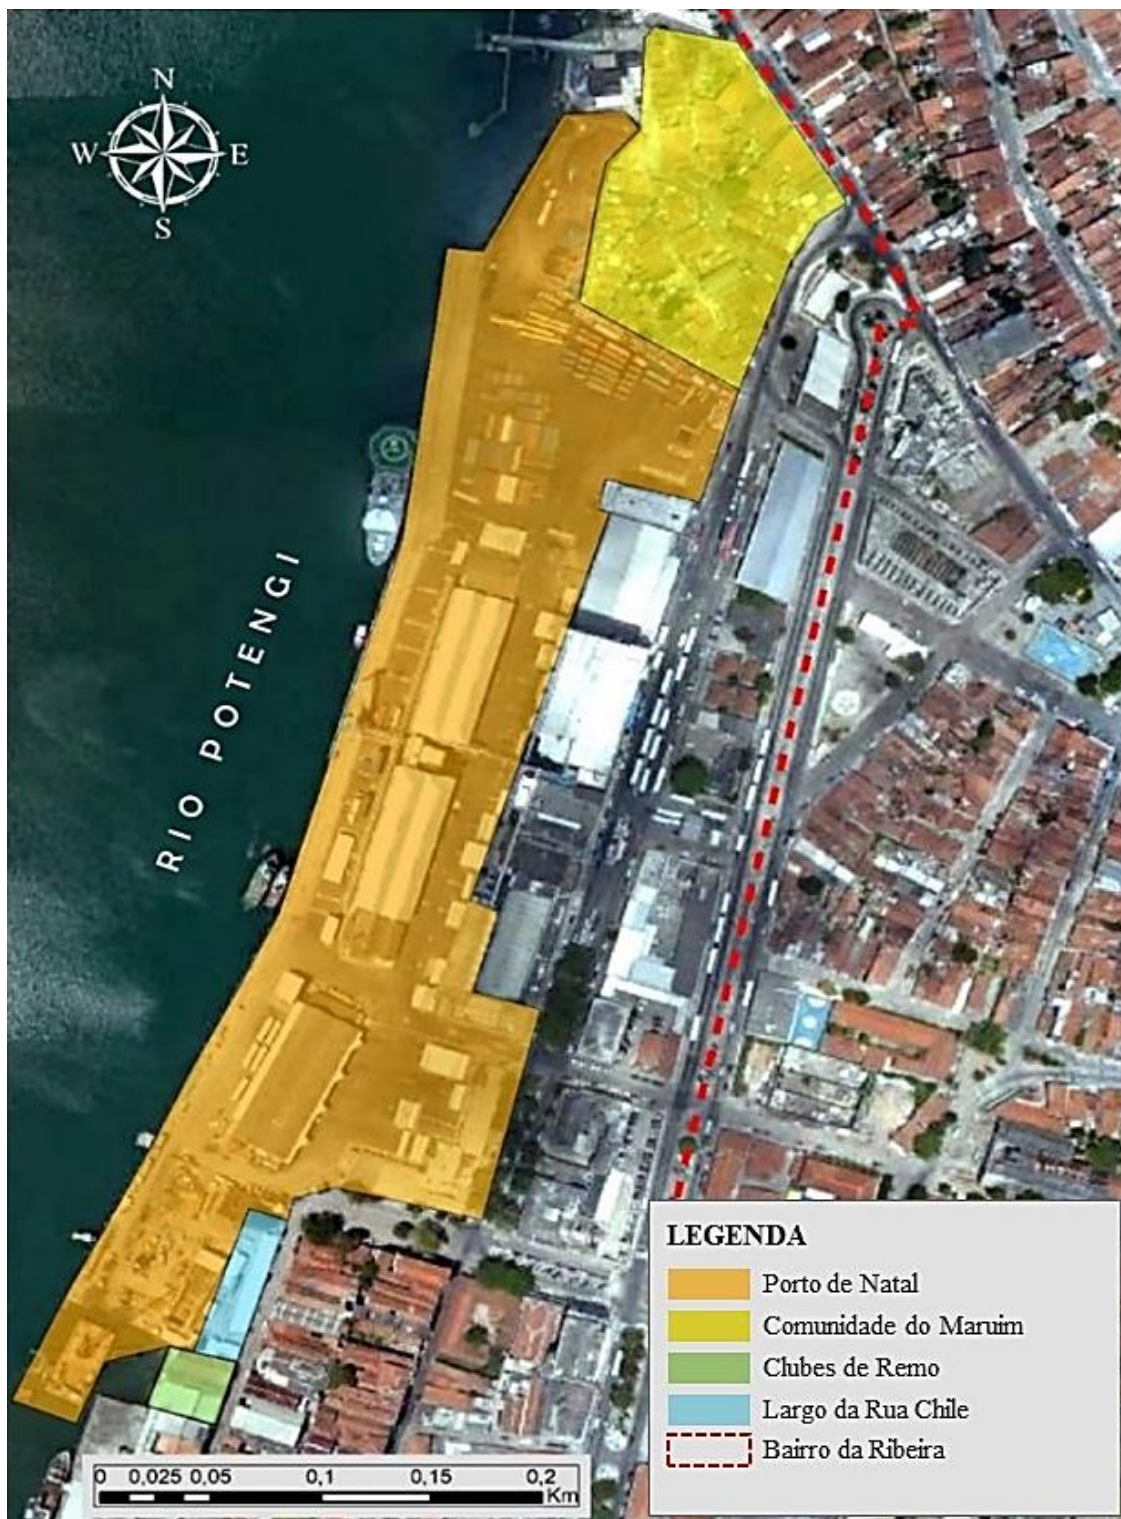 N
W E
S
RIO POTENGI
LEGENDA
Porto de Natal
Comunidade do Maruim
Clubes de Remo
Largo da Rua Chile
Bairro da Ribeira
0 0,025 0,05 0,1 0,15 0,2
Km